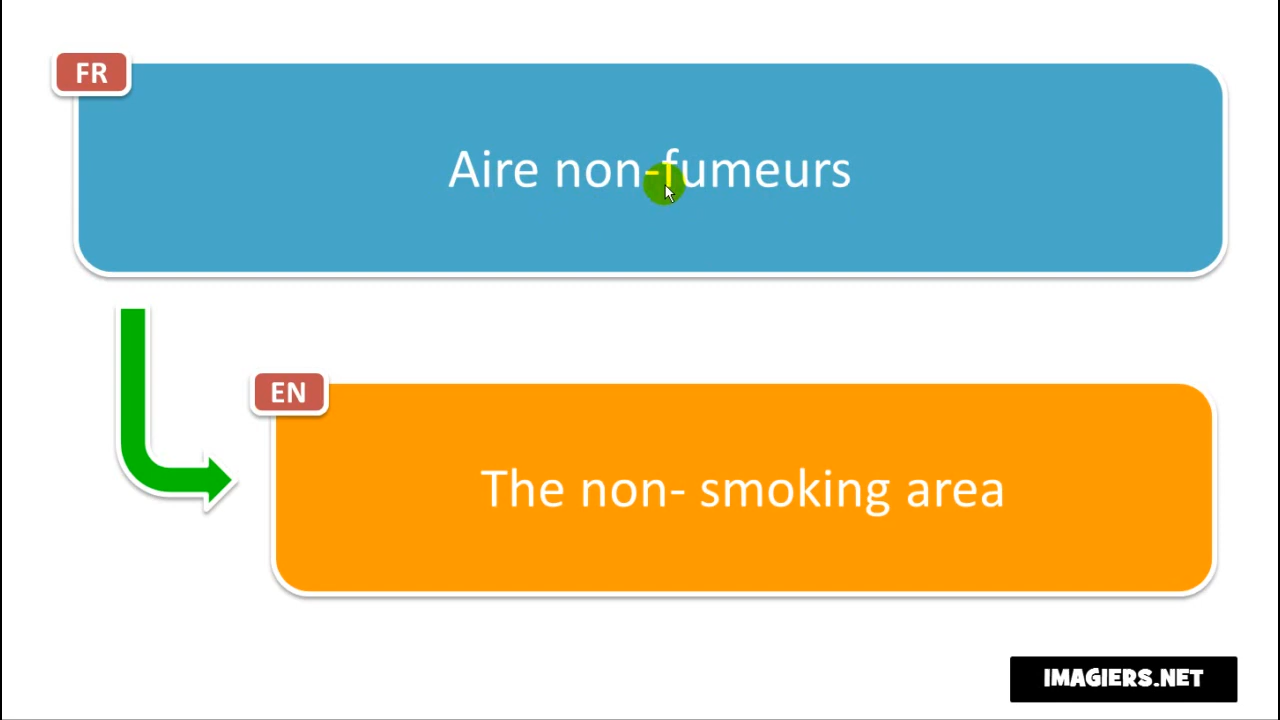 FR
Aire non-fumeurs
EN
The non- smoking area
IMAGIERS.NET